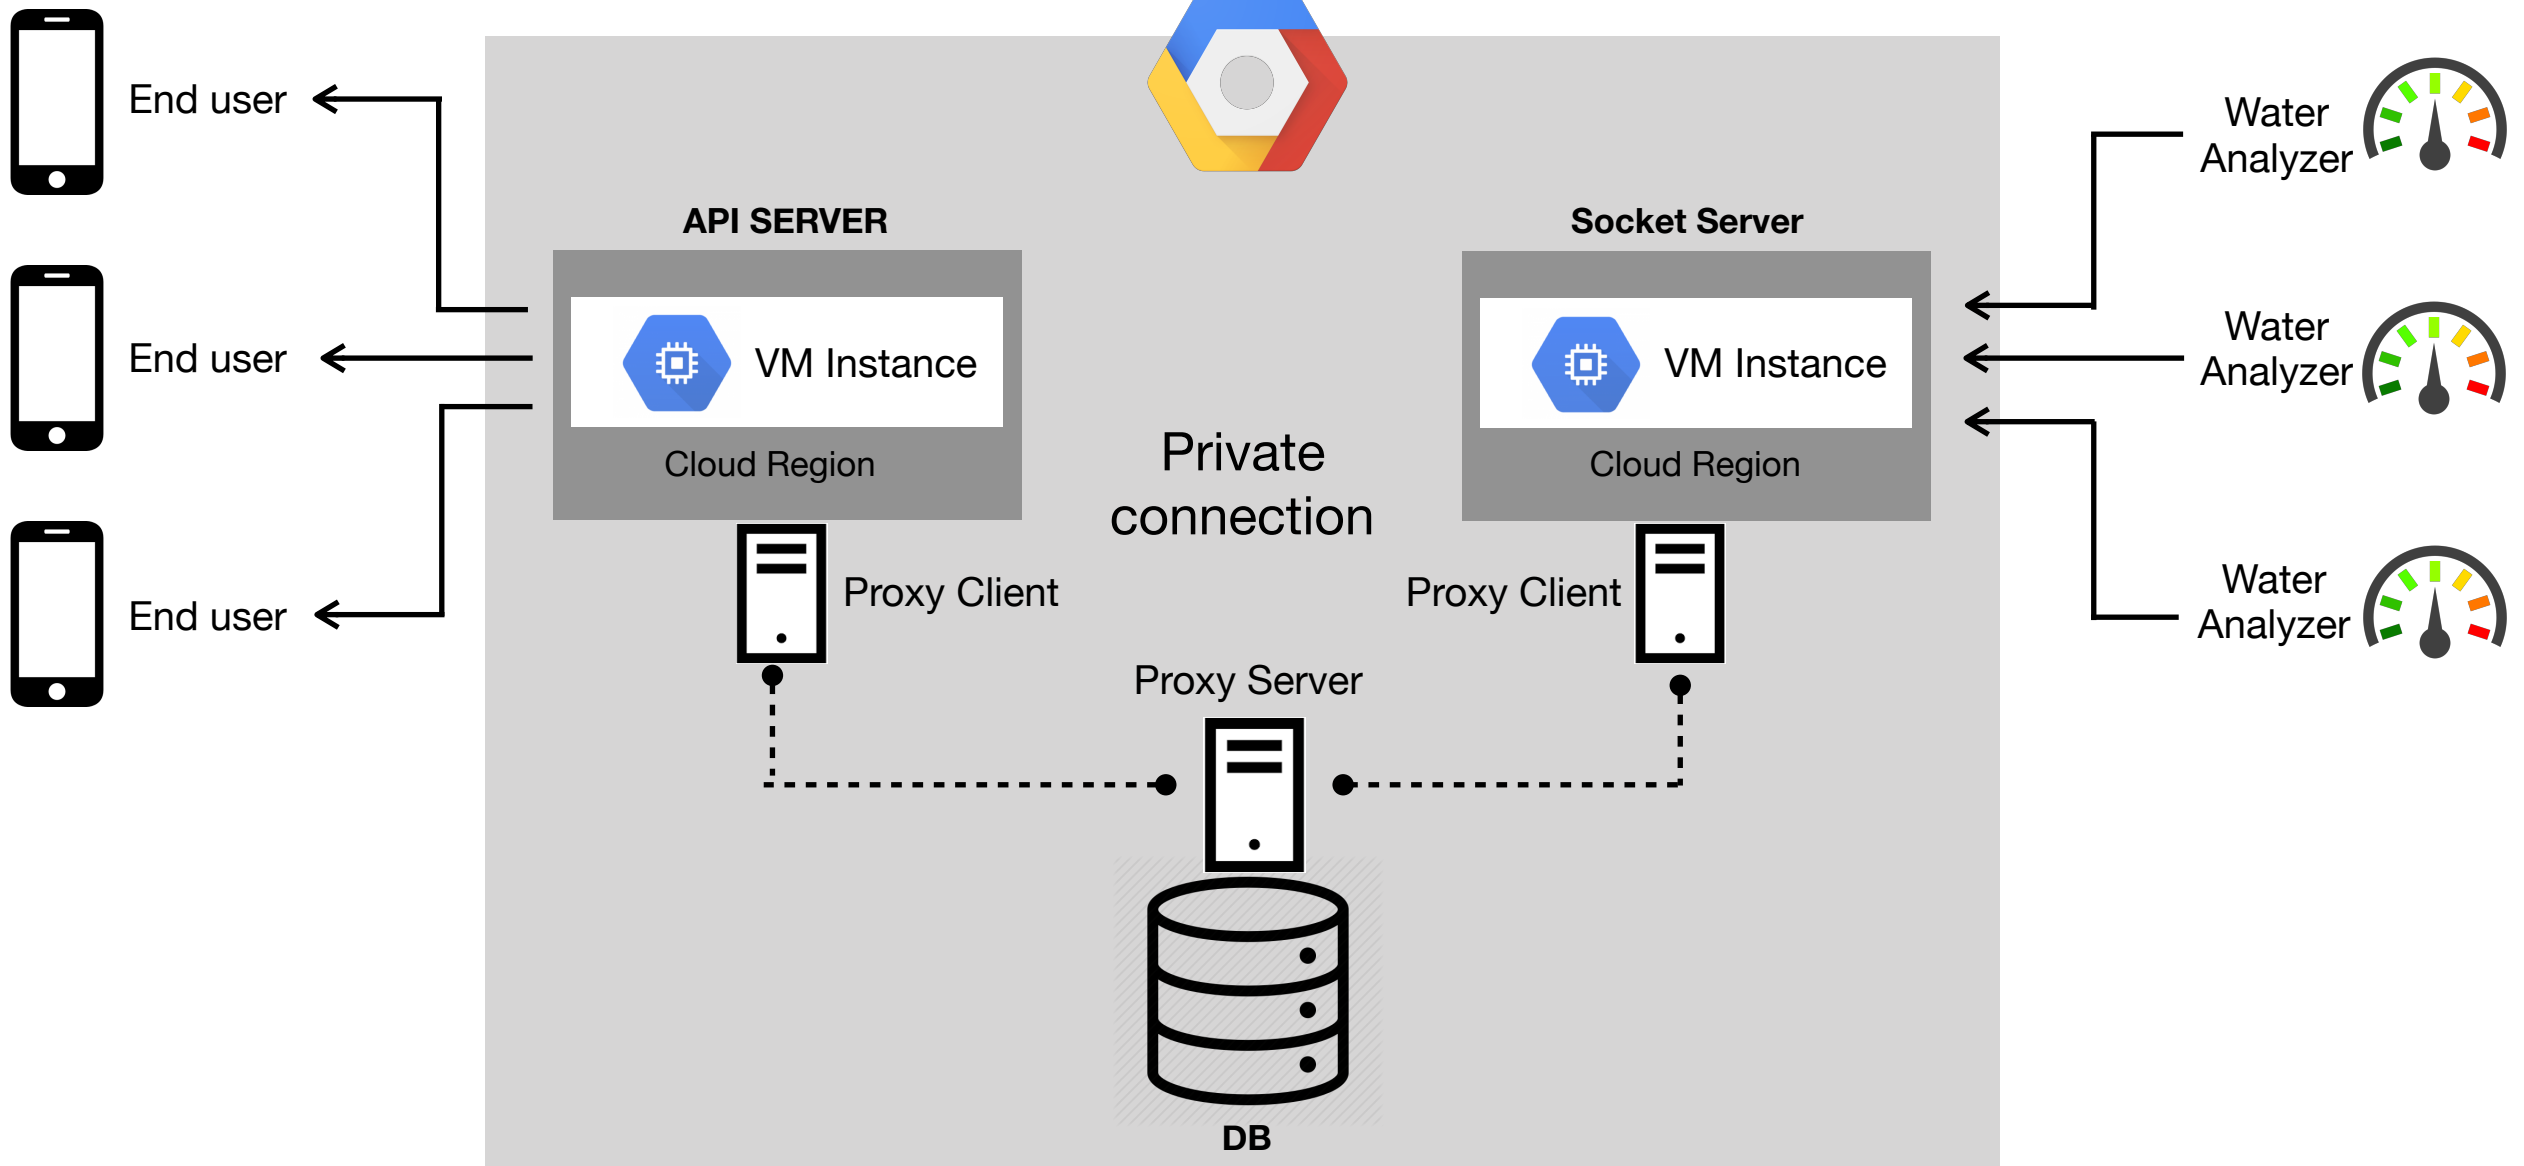 End user
End user
End user
API SERVER
VM Instance
Cloud Region
Proxy Client
Private
connection
Proxy Server
DB
Socket Server
VM Instance
Cloud Region
Proxy Client
Water
Analyzer
Water
Analyzer
Water
Analyzer